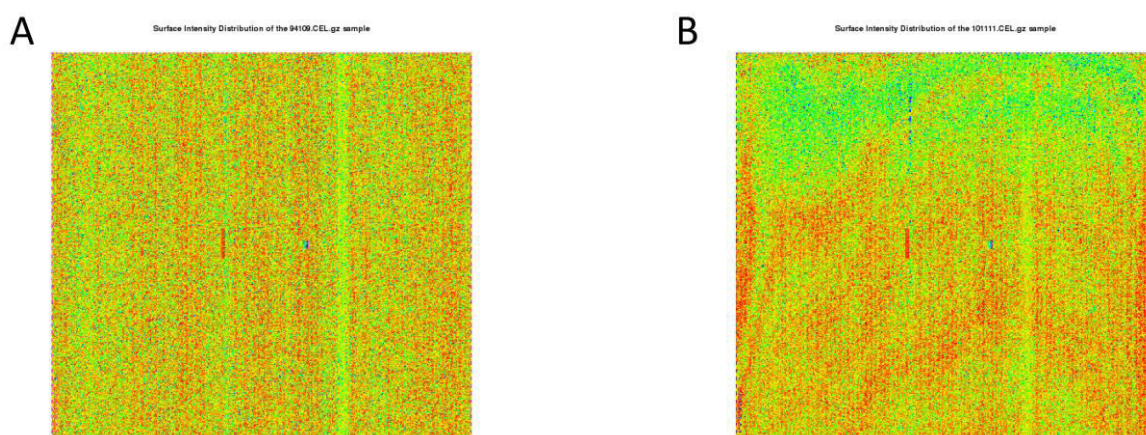 A
Surface Intensity Distribution of the 94109.CEL.gz sample
B
Surface Intensity Distribution of the 101111.CEL.gz sample